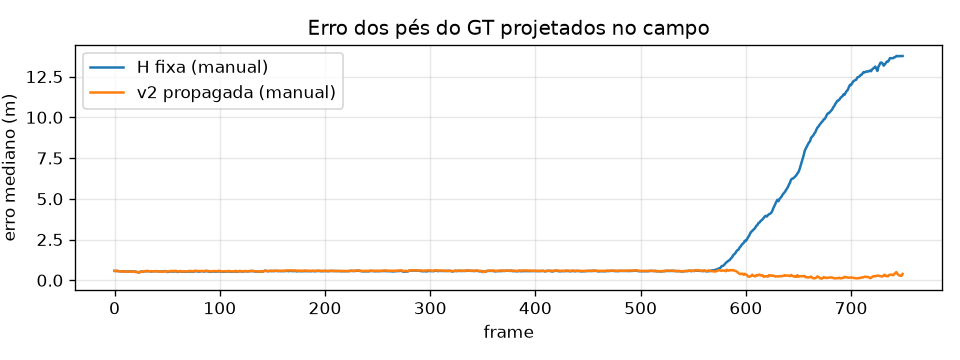 Erro dos pés do GT projetados no campo
H fixa (manual)
v2 propagada (manual)
erro mediano (m)
12.5
10.0
7.5
5.0
2.5
0.0
0 100 200 300 400 500 600 700
frame